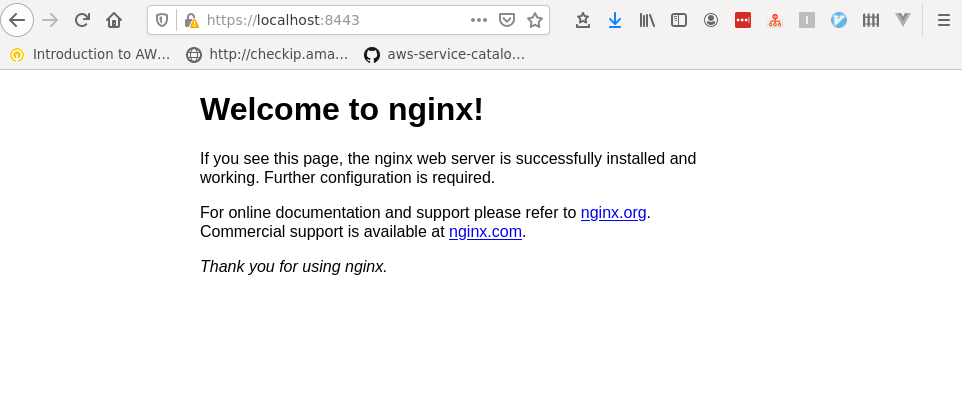 https://localhost:8443
Introduction to AW… http://checkip.ama… aws-service-catalo…
Welcome to nginx!
If you see this page, the nginx web server is successfully installed and
working. Further configuration is required.
For online documentation and support please refer to nginx.org.
Commercial support is available at nginx.com.
Thank you for using nginx.